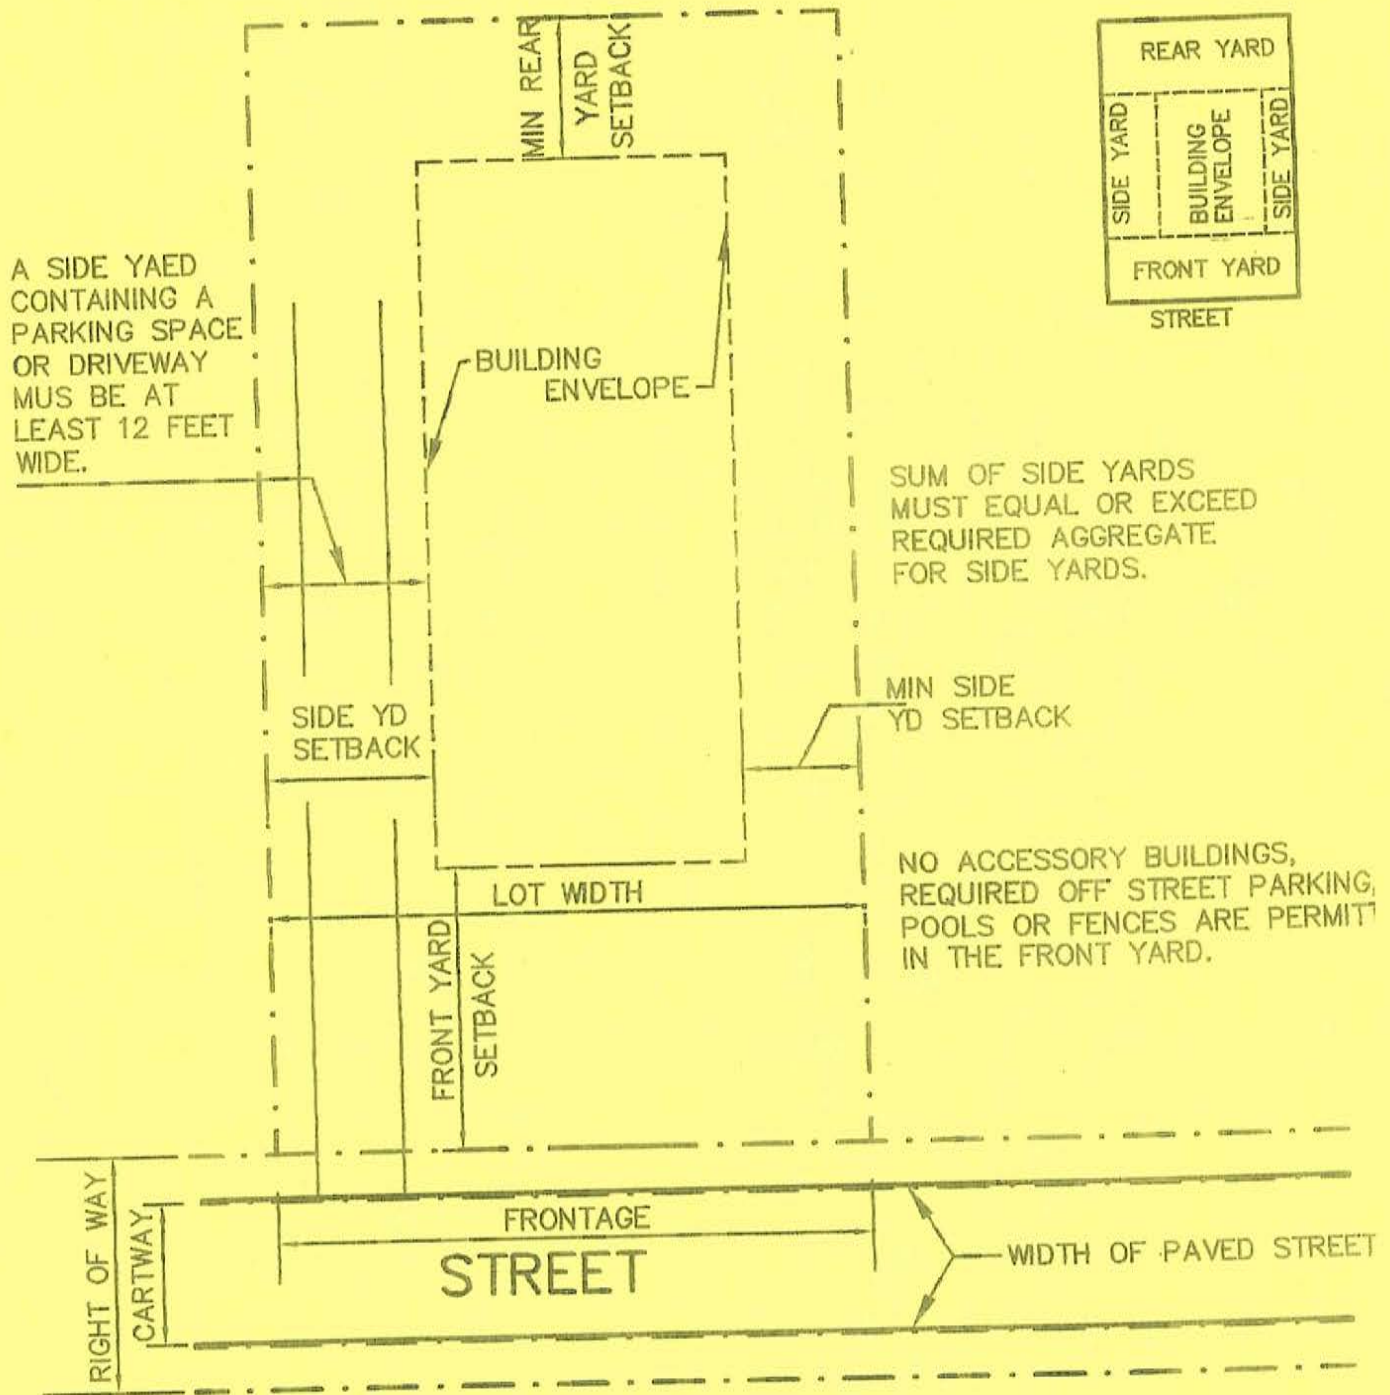 MIN REAR
YARD
SETBACK
REAR YARD
SIDE YARD
BUILDING
ENVELOPE
SIDE YARD
FRONT YARD
STREET
A SIDE YAED
CONTAINING A
PARKING SPACE
OR DRIVEWAY
MUS BE AT
LEAST 12 FEET
WIDE.
BUILDING
ENVELOPE
SUM OF SIDE YARDS
MUST EQUAL OR EXCEED
REQUIRED AGGREGATE
FOR SIDE YARDS.
SIDE YD
SETBACK
MIN SIDE
YD SETBACK
NO ACCESSORY BUILDINGS,
REQUIRED OFF STREET PARKING,
POOLS OR FENCES ARE PERMITT
IN THE FRONT YARD.
LOT WIDTH
FRONT YARD
SETBACK
RIGHT OF WAY
CARTWAY
FRONTAGE
STREET
WIDTH OF PAVED STREET